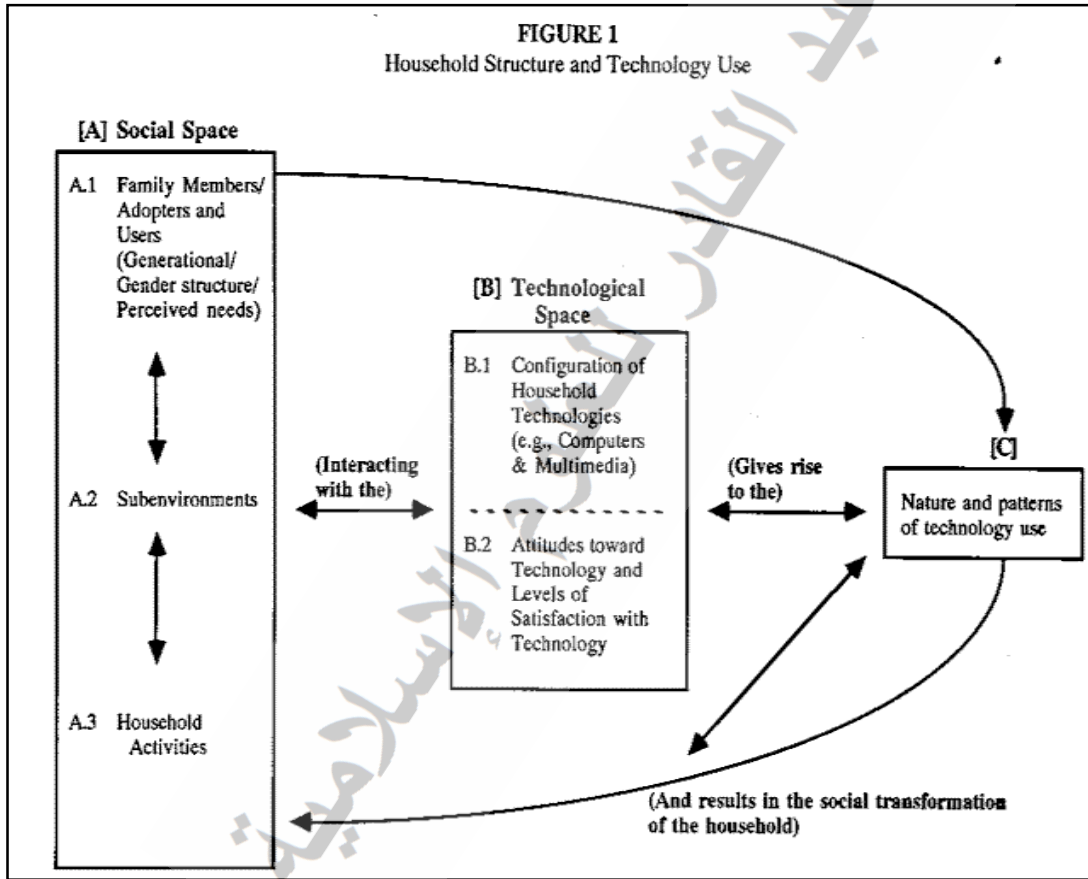 FIGURE 1
Household Structure and Technology Use
[A] Social Space
A.1 Family Members/
Adopters and
Users
(Generational/
Gender structure/
Perceived needs)
A.2 Subenvironments
A.3 Household
Activities
(Interacting
with the)
[B] Technological
Space
B.1 Configuration of
Household
Technologies
(e.g., Computers
& Multimedia)
B.2 Attitudes toward
Technology and
Levels of
Satisfaction with
Technology
(Gives rise
to the)
[C]
Nature and patterns
of technology use
(And results in the social transformation
of the household)
القادر للعلوم الإسلامية